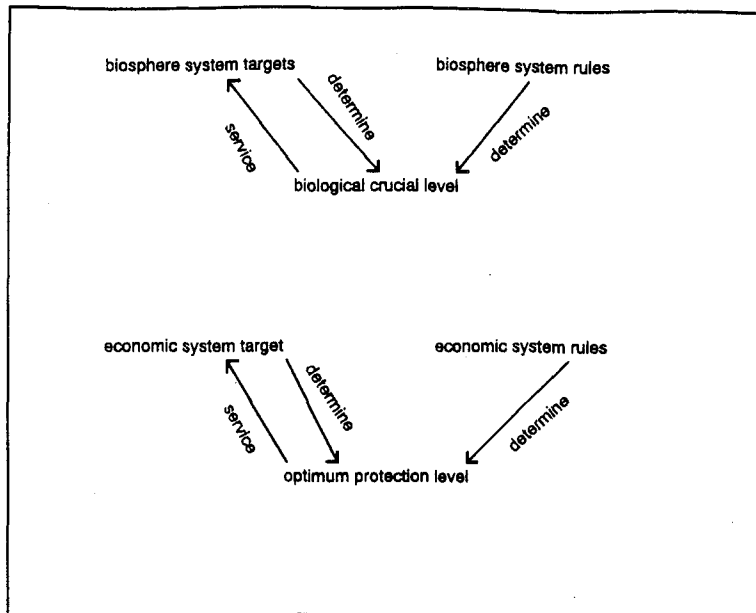 biosphere system targets
biosphere system rules
determine
service
determine
biological crucial level
economic system target
economic system rules
determine
service
determine
optimum protection level